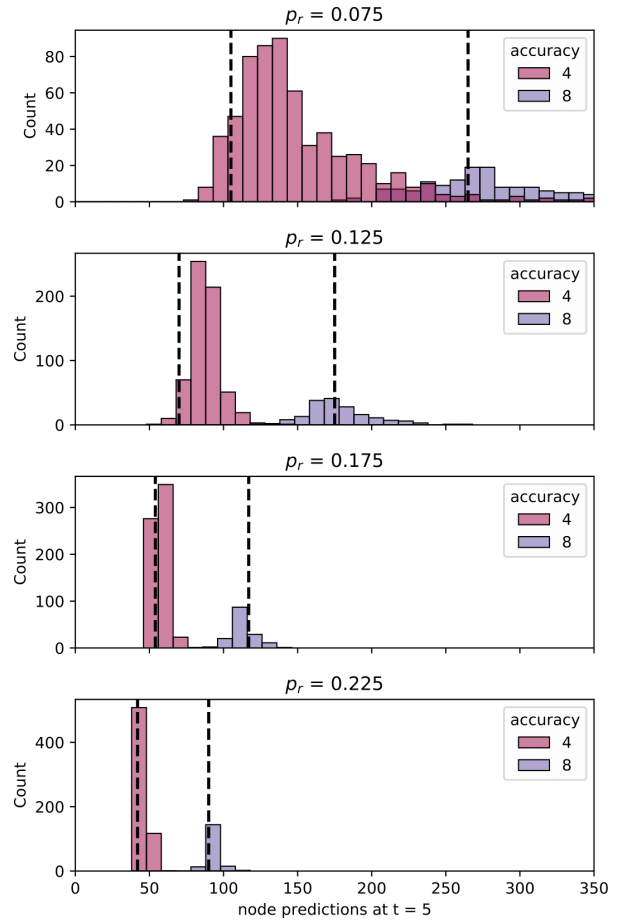 p_r = 0.075
accuracy
4
8
Count
80
60
40
20
0
p_r = 0.125
accuracy
4
8
Count
200
100
0
p_r = 0.175
accuracy
4
8
Count
300
200
100
0
p_r = 0.225
accuracy
4
8
Count
400
200
0
0 50 100 150 200 250 300 350
node predictions at t = 5